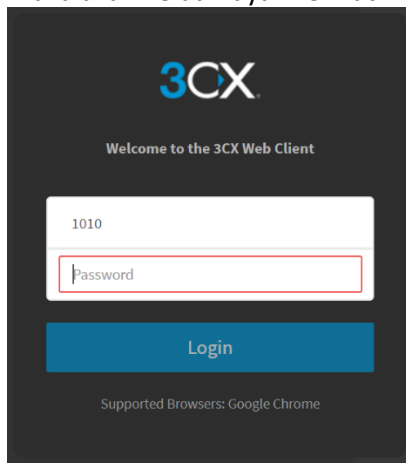 3CX
Welcome to the 3CX Web Client
1010
Password
Login
Supported Browsers: Google Chrome